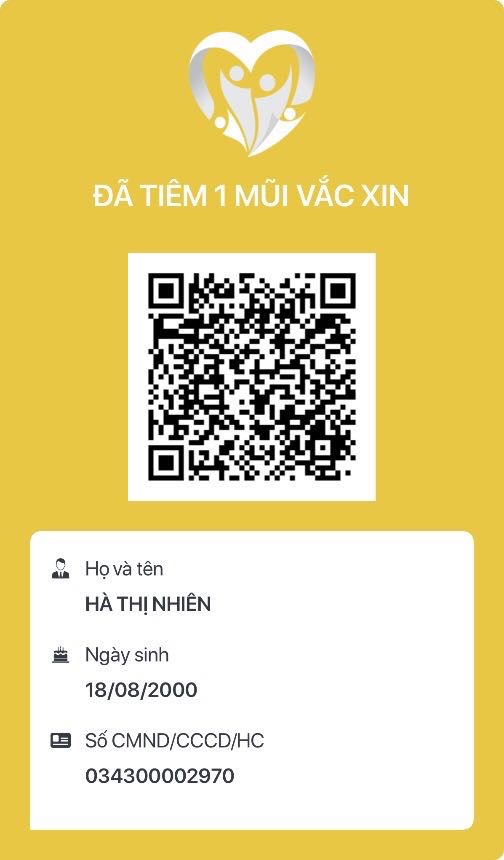 ĐÃ TIÊM 1 MŨI VẮC XIN
Họ và tên
HÀ THỊ NHIÊN
Ngày sinh
18/08/2000
Số CMND/CCCD/HC
034300002970